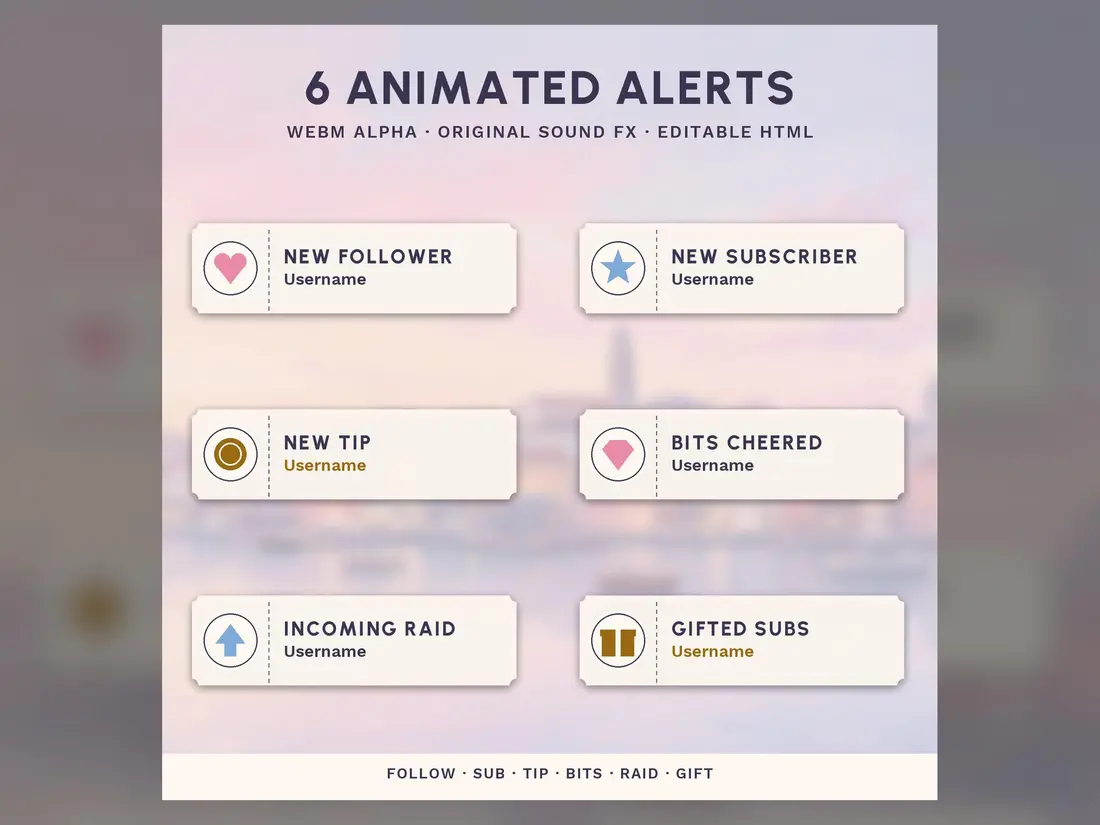 6 ANIMATED ALERTS
WEBM ALPHA · ORIGINAL SOUND FX · EDITABLE HTML
NEW FOLLOWER
Username
NEW SUBSCRIBER
Username
NEW TIP
Username
BITS CHEERED
Username
INCOMING RAID
Username
GIFTED SUBS
Username
FOLLOW · SUB · TIP · BITS · RAID · GIFT